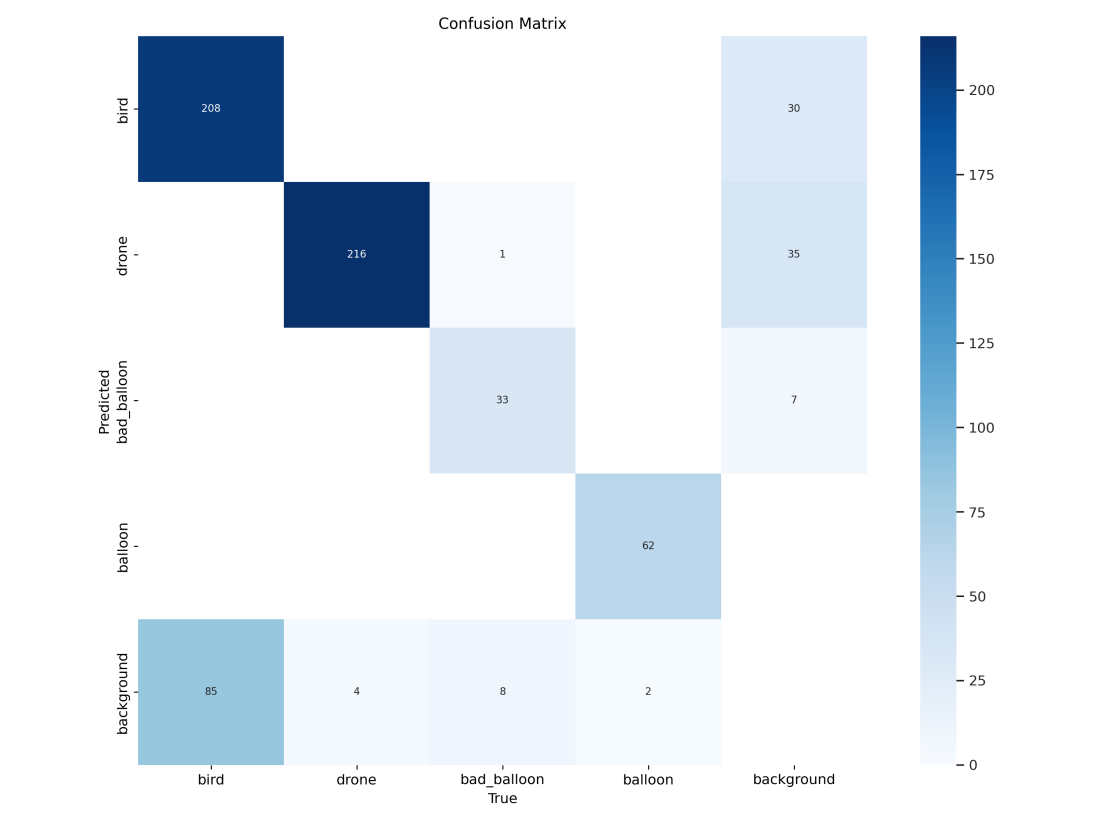 Confusion Matrix
bird
208
30
200
175
drone
216
1
35
150
125
Predicted
bad_balloon
33
7
100
75
balloon
62
50
25
background
85
4
8
2
0
bird
drone
bad_balloon
balloon
background
True